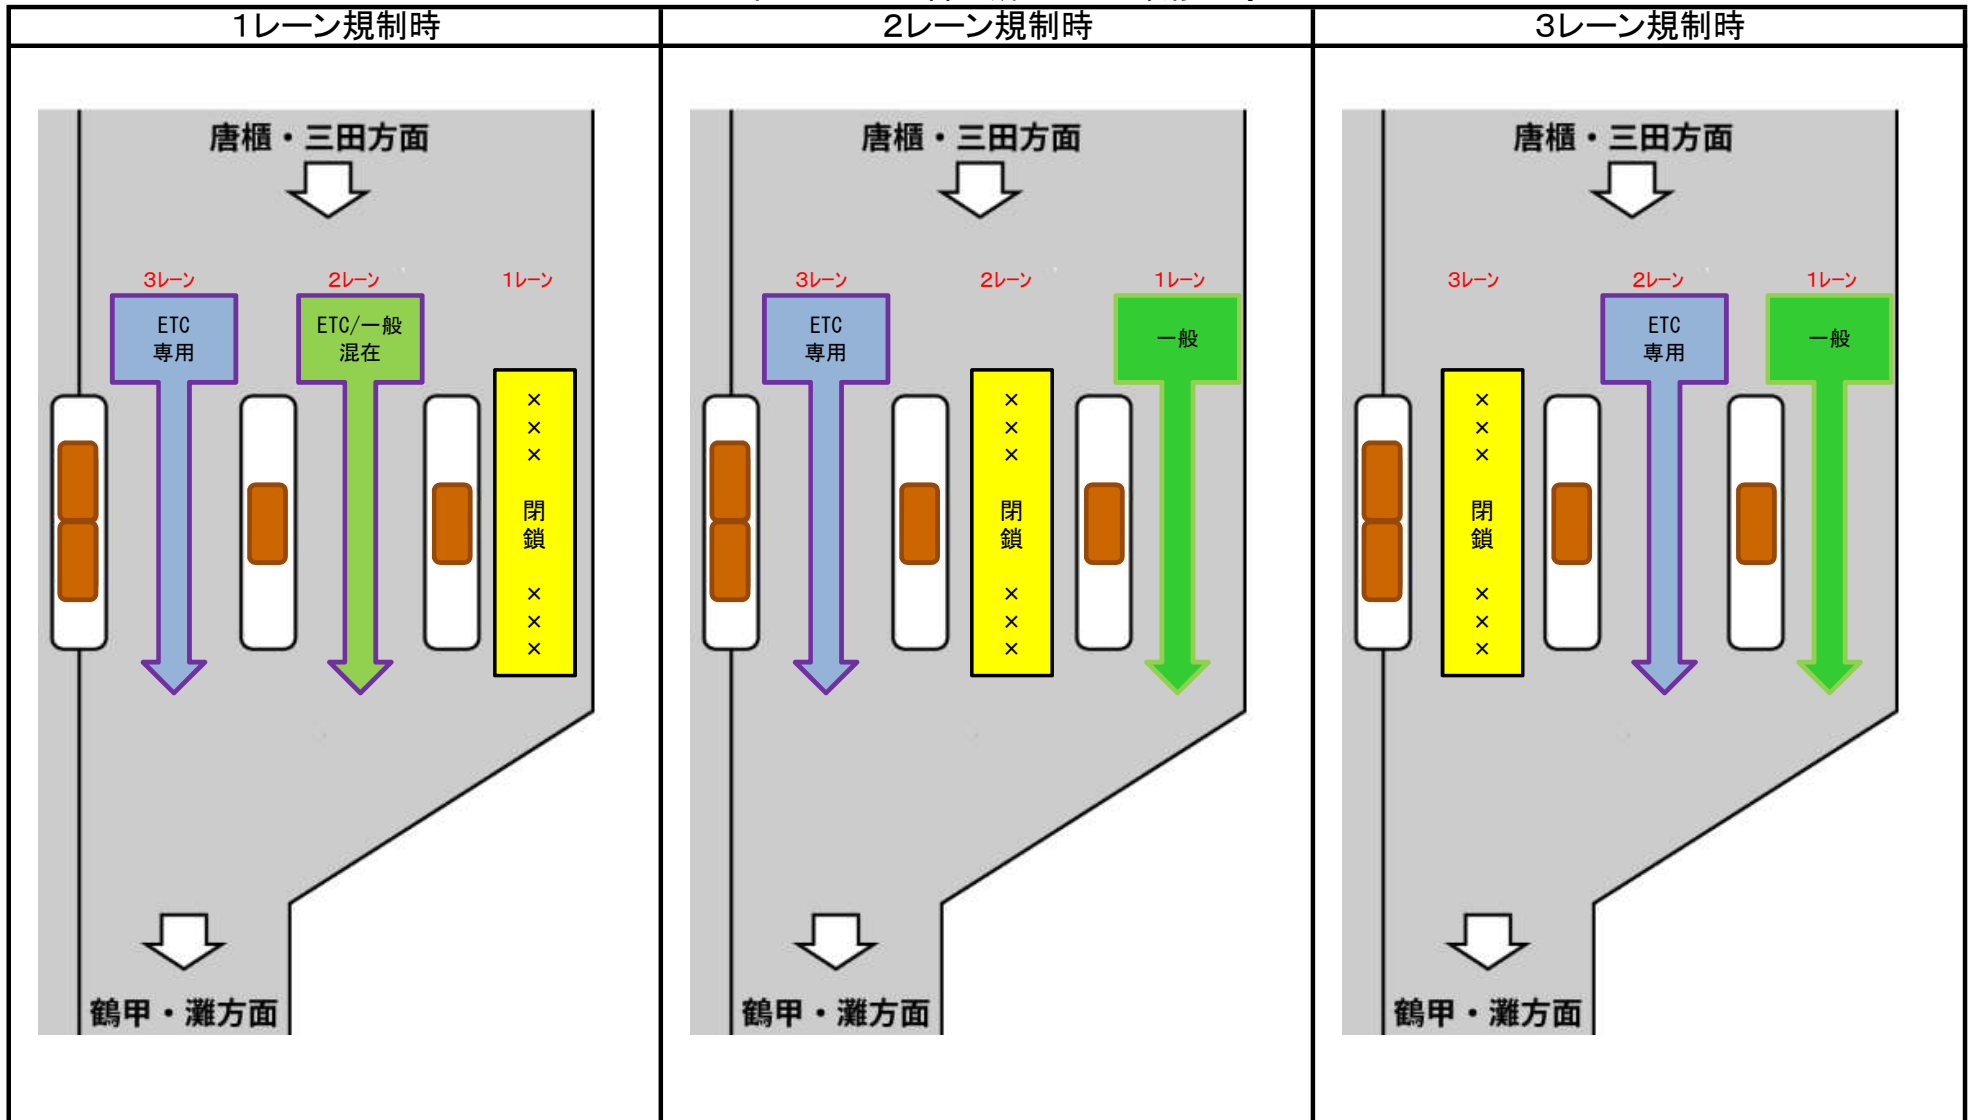 1レーン規制時
2レーン規制時
3レーン規制時
唐櫃・三田方面
3レーン
2レーン
1レーン
ETC
専用
ETC/一般
混在
×
×
×
閉
鎖
×
×
×
鶴甲・灘方面
唐櫃・三田方面
3レーン
2レーン
1レーン
ETC
専用
一般
×
×
×
閉
鎖
×
×
×
鶴甲・灘方面
唐櫃・三田方面
3レーン
2レーン
1レーン
ETC
専用
一般
×
×
×
閉
鎖
×
×
×
鶴甲・灘方面